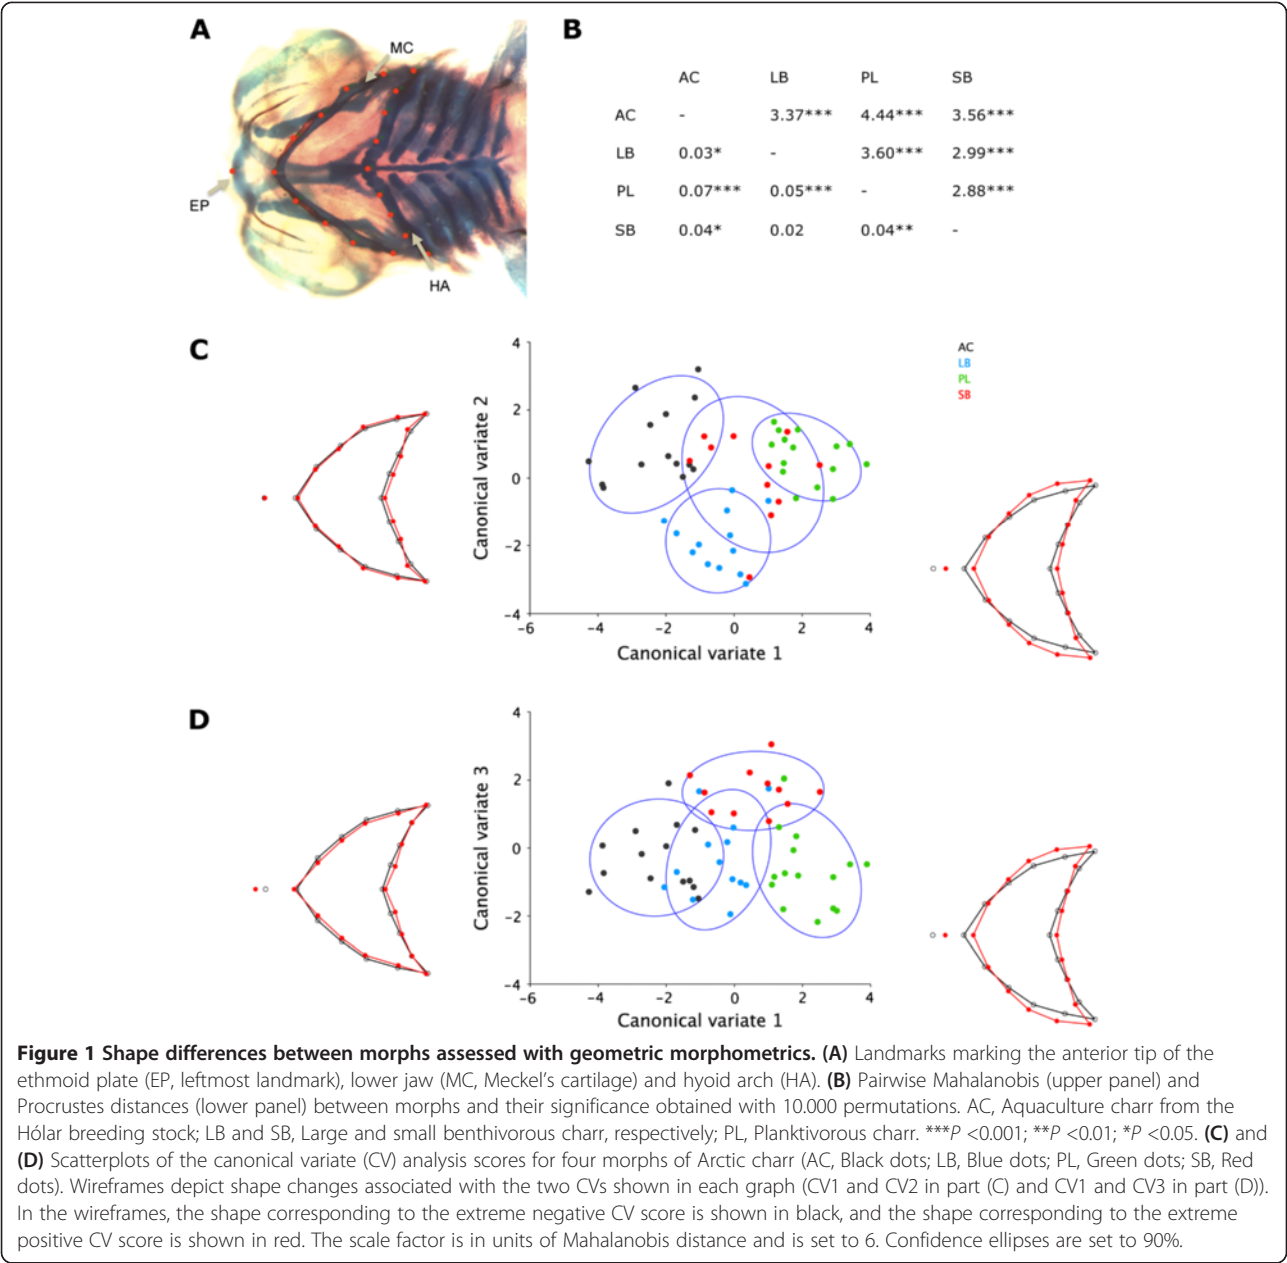 A
MC
EP
HA
B
AC LB PL SB
AC - 3.37*** 4.44*** 3.56***
LB 0.03* - 3.60*** 2.99***
PL 0.07*** 0.05*** - 2.88***
SB 0.04* 0.02 0.04** -
C
4
2
0
-2
-4
-6 -4 -2 0 2 4
Canonical variate 2
Canonical variate 1
AC
LB
PL
SB
D
4
2
0
-2
-4
-6 -4 -2 0 2 4
Canonical variate 3
Canonical variate 1
Figure 1 Shape differences between morphs assessed with geometric morphometrics. (A) Landmarks marking the anterior tip of the
ethmoid plate (EP, leftmost landmark), lower jaw (MC, Meckel's cartilage) and hyoid arch (HA). (B) Pairwise Mahalanobis (upper panel) and
Procrustes distances (lower panel) between morphs and their significance obtained with 10.000 permutations. AC, Aquaculture charr from the
Hólar breeding stock; LB and SB, Large and small benthivorous charr, respectively; PL, Planktivorous charr. ***P <0.001; **P <0.01; *P <0.05. (C) and
(D) Scatterplots of the canonical variate (CV) analysis scores for four morphs of Arctic charr (AC, Black dots; LB, Blue dots; PL, Green dots; SB, Red
dots). Wireframes depict shape changes associated with the two CVs shown in each graph (CV1 and CV2 in part (C) and CV1 and CV3 in part (D)).
In the wireframes, the shape corresponding to the extreme negative CV score is shown in black, and the shape corresponding to the extreme
positive CV score is shown in red. The scale factor is in units of Mahalanobis distance and is set to 6. Confidence ellipses are set to 90%.